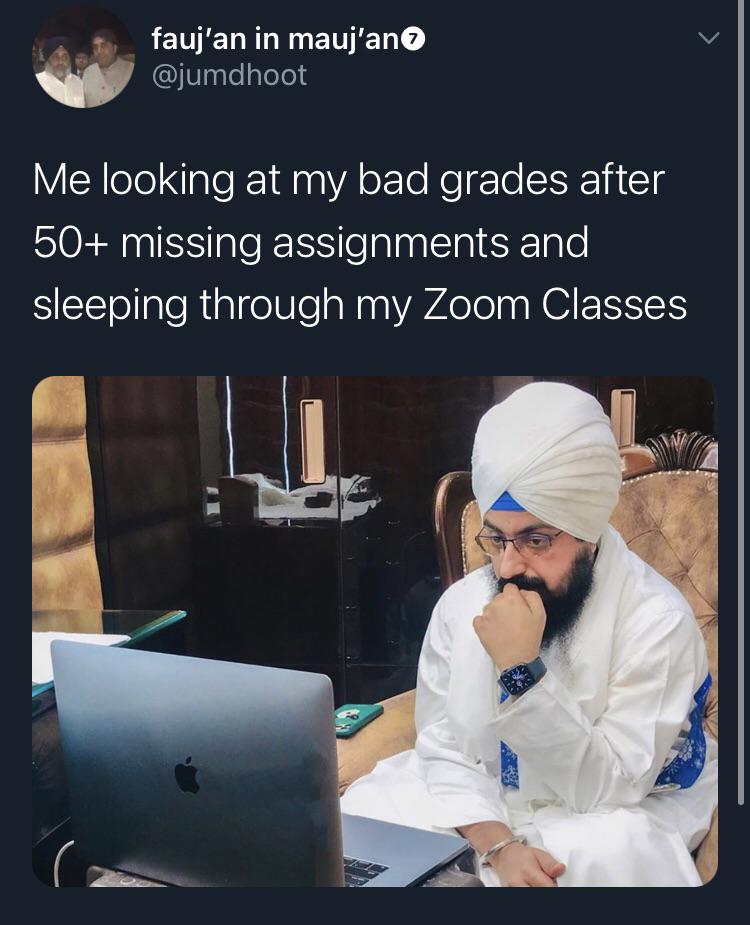 fauj’an in mauj’an❼
@jumdhoot
Me looking at my bad grades after
50+ missing assignments and
sleeping through my Zoom Classes